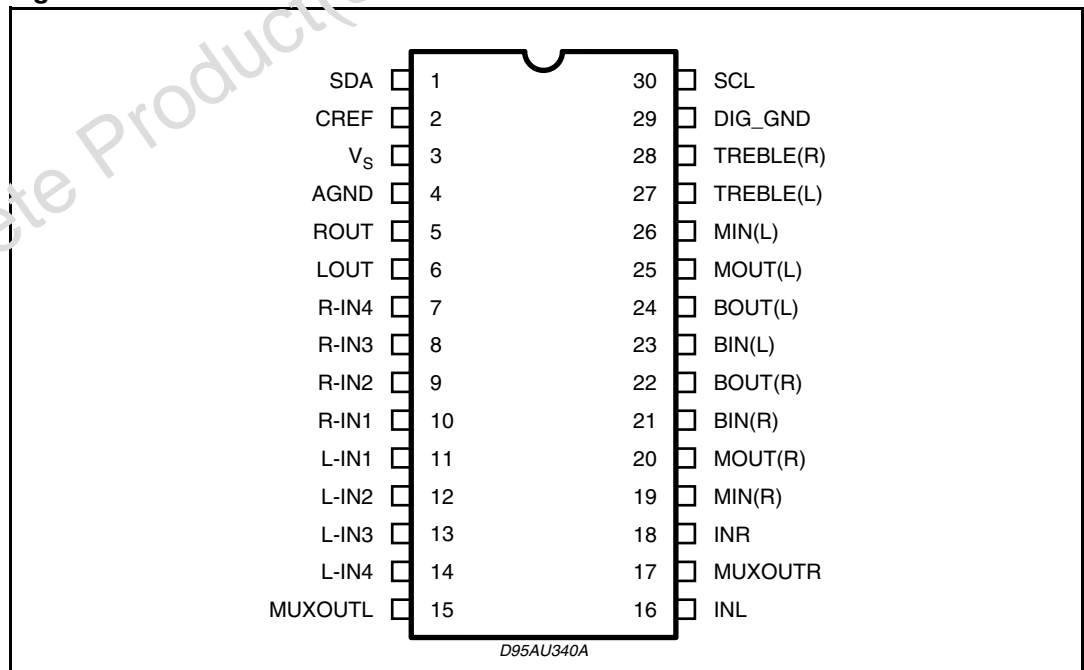 SDA 1 30 SCL
CREF 2 29 DIG_GND
VS 3 28 TREBLE(R)
AGND 4 27 TREBLE(L)
ROUT 5 26 MIN(L)
LOUT 6 25 MOUT(L)
R-IN4 7 24 BOUT(L)
R-IN3 8 23 BIN(L)
R-IN2 9 22 BOUT(R)
R-IN1 10 21 BIN(R)
L-IN1 11 20 MOUT(R)
L-IN2 12 19 MIN(R)
L-IN3 13 18 INR
L-IN4 14 17 MUXOUTR
MUXOUTL 15 16 INL
D95AU340A